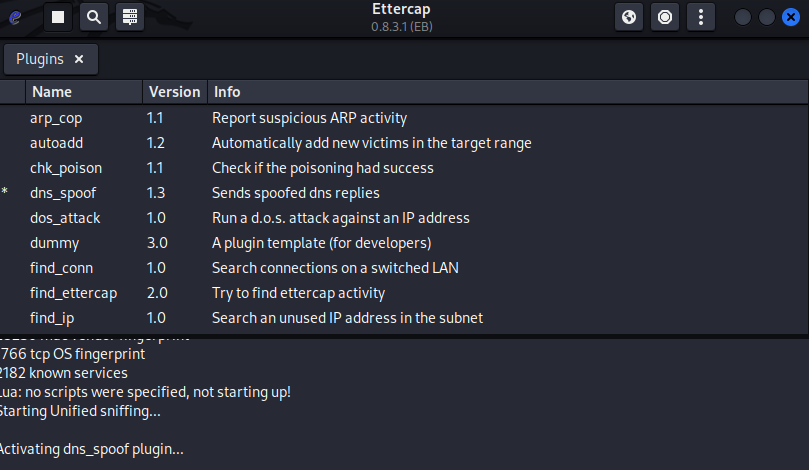 Ettercap
0.8.3.1 (EB)
Plugins ×
Name Version Info
arp_cop 1.1 Report suspicious ARP activity
autoadd 1.2 Automatically add new victims in the target range
chk_poison 1.1 Check if the poisoning had success
* dns_spoof 1.3 Sends spoofed dns replies
dos_attack 1.0 Run a d.o.s. attack against an IP address
dummy 3.0 A plugin template (for developers)
find_conn 1.0 Search connections on a switched LAN
find_ettercap 2.0 Try to find ettercap activity
find_ip 1.0 Search an unused IP address in the subnet
766 tcp OS fingerprint
2182 known services
Lua: no scripts were specified, not starting up!
Starting Unified sniffing...
Activating dns_spoof plugin...